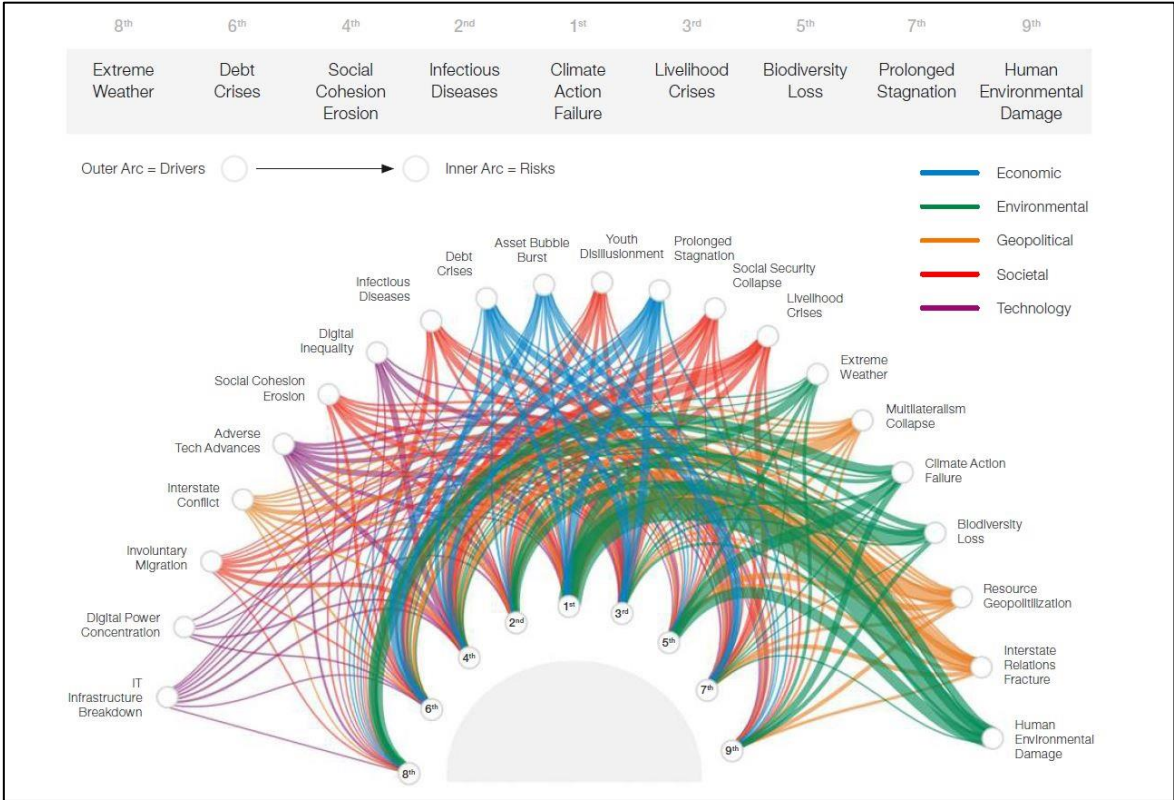 8th 6th 4th 2nd 1st 3rd 5th 7th 9th
Extreme Weather
Debt Crises
Social Cohesion Erosion
Infectious Diseases
Climate Action Failure
Livelihood Crises
Biodiversity Loss
Prolonged Stagnation
Human Environmental Damage
Outer Arc = Drivers
Inner Arc = Risks
Economic
Environmental
Geopolitical
Societal
Technology
IT
Infrastructure
Breakdown
Digital Power
Concentration
Involuntary
Migration
Interstate
Conflict
Adverse
Tech Advances
Social Cohesion
Erosion
Digital
Inequality
Infectious
Diseases
Debt
Crises
Asset Bubble
Burst
Youth
Disillusionment
Prolonged
Stagnation
Social Security
Collapse
Livelihood
Crises
Extreme
Weather
Multilateralism
Collapse
Climate Action
Failure
Biodiversity
Loss
Resource
Geopolitilization
Interstate
Relations
Fracture
Human
Environmental
Damage
8th
6th
4th
2nd
1st
3rd
5th
7th
9th